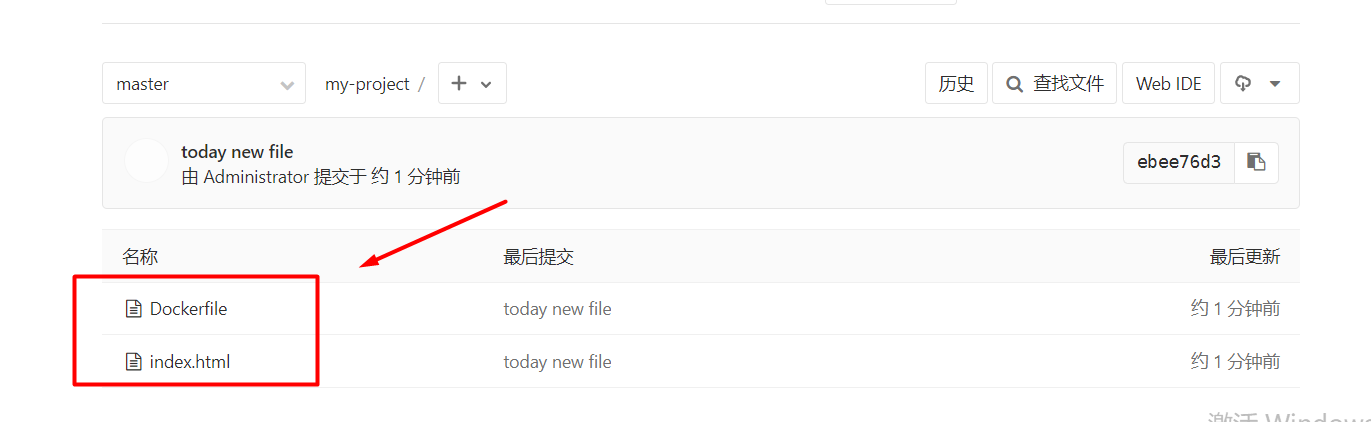 master my-project / 历史 查找文件 Web IDE
today new file
由 Administrator 提交于 约 1 分钟前
ebee76d3
名称 最后提交 最后更新
Dockerfile today new file 约 1 分钟前
index.html today new file 约 1 分钟前
激活 Windows